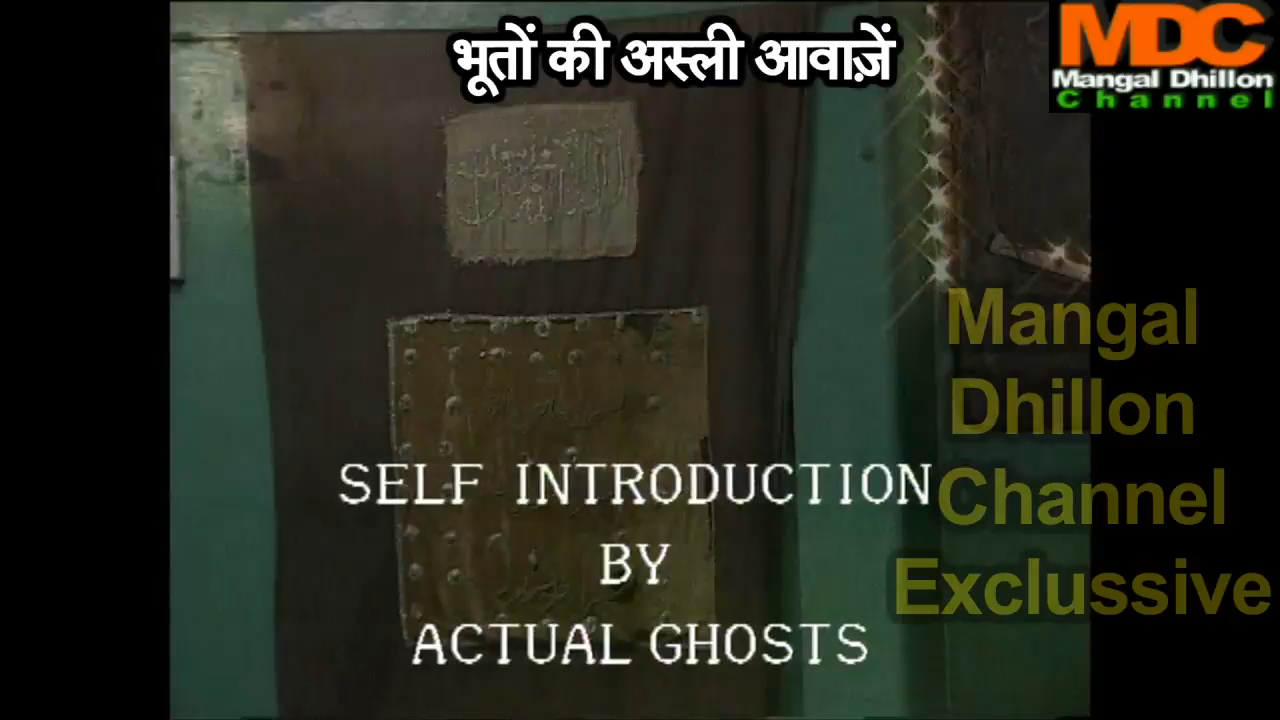 भूतों की अस्ली आवाज़ें
MDC
Mangal Dhillon
Channel
Mangal
Dhillon
Channel
Exclussive
SELF INTRODUCTION
BY
ACTUAL GHOSTS